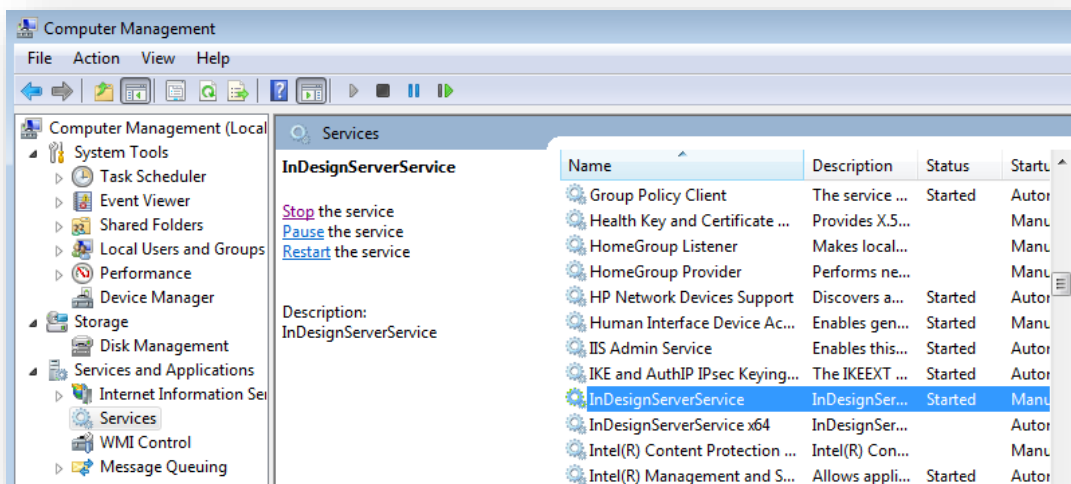 Computer Management
File Action View Help
Computer Management (Local
System Tools
Task Scheduler
Event Viewer
Shared Folders
Local Users and Groups
Performance
Device Manager
Storage
Disk Management
Services and Applications
Internet Information Ser
Services
WMI Control
Message Queuing
Services
InDesignServerService
Stop the service
Pause the service
Restart the service
Description:
InDesignServerService
Name Description Status Startu
Group Policy Client The service ... Started Autor
Health Key and Certificate ... Provides X.5... Manu
HomeGroup Listener Makes local... Manu
HomeGroup Provider Performs ne... Manu
HP Network Devices Support Discovers a... Started Autor
Human Interface Device Ac... Enables gen... Started Manu
IIS Admin Service Enables this... Started Autor
IKE and AuthIP IPsec Keying... The IKEEXT ... Started Autor
InDesignServerService InDesignSer... Started Manu
InDesignServerService x64 InDesignSer... Autor
Intel(R) Content Protection ... Intel(R) Con... Manu
Intel(R) Management and S... Allows appli... Started Autor